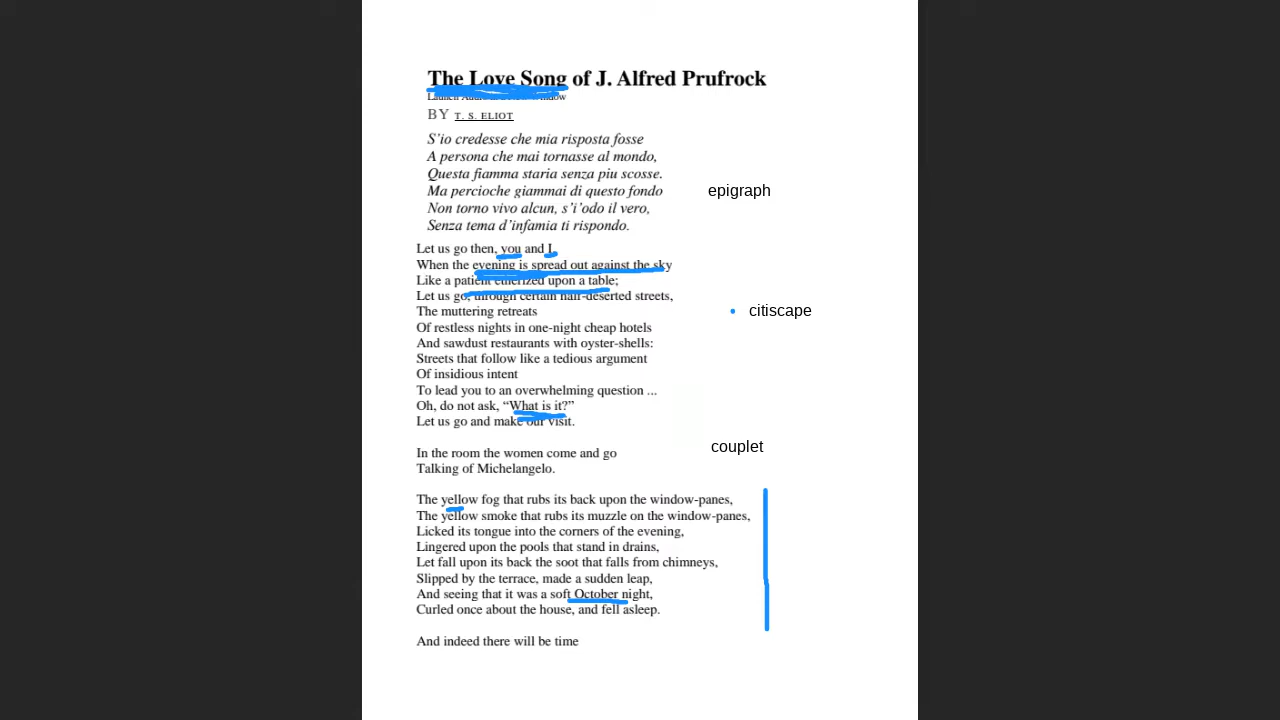 The Love Song of J. Alfred Prufrock
BY T. S. ELIOT
S'io credesse che mia risposta fosse
A persona che mai tornasse al mondo,
Questa fiamma staria senza piu scosse.
Ma percioche giammai di questo fondo
epigraph
Non torno vivo alcun, s'i'odo il vero,
Senza tema d'infamia ti rispondo.
Let us go then, you and I,
When the evening is spread out against the sky
Like a patient etherized upon a table;
Let us go, through certain half-deserted streets,
The muttering retreats
citiscape
Of restless nights in one-night cheap hotels
And sawdust restaurants with oyster-shells:
Streets that follow like a tedious argument
Of insidious intent
To lead you to an overwhelming question ...
Oh, do not ask, “What is it?”
Let us go and make our visit.
couplet
In the room the women come and go
Talking of Michelangelo.
The yellow fog that rubs its back upon the window-panes,
The yellow smoke that rubs its muzzle on the window-panes,
Licked its tongue into the corners of the evening,
Lingered upon the pools that stand in drains,
Let fall upon its back the soot that falls from chimneys,
Slipped by the terrace, made a sudden leap,
And seeing that it was a soft October night,
Curled once about the house, and fell asleep.
And indeed there will be time